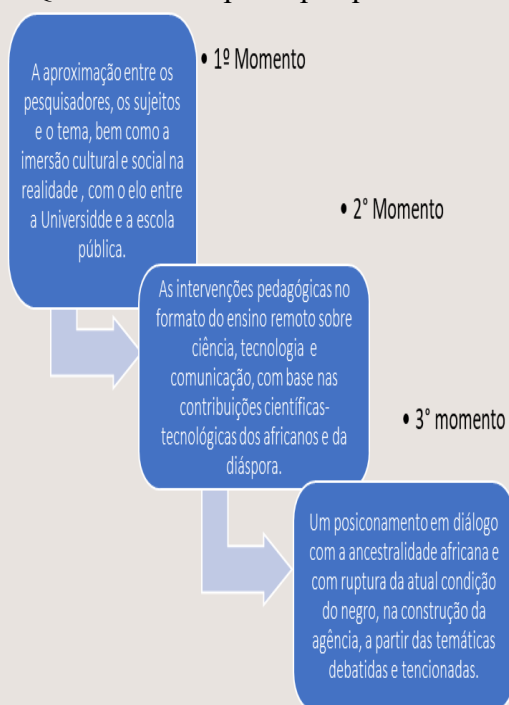 A aproximação entre os
pesquisadores, os sujeitos
e o tema, bem como a
imersão cultural e social na
realidade , com o elo entre
a Universidde e a escola
pública.
• 1º Momento
As intervenções pedagógicas no
formato do ensino remoto sobre
ciência, tecnologia e
comunicação, com base nas
contribuições científicas-
tecnológicas dos africanos e da
diáspora.
• 2° Momento
Um posiconamento em diálogo
com a ancestralidade africana e
com ruptura da atual condição
do negro, na construção da
agência, a partir das temáticas
debatidas e tencionadas.
• 3° momento